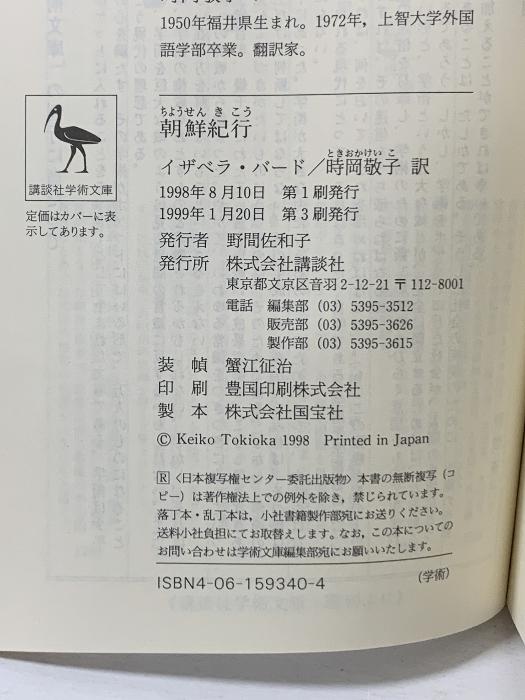 1950年福井県生まれ。1972年，上智大学外国
語学部卒業。翻訳家。
ちょうせん き こう
朝鮮紀行
ときおかけい こ
イザベラ・バード／時岡敬子 訳
1998年8月10日 第1刷発行
1999年1月20日 第3刷発行
発行者 野間佐和子
発行所 株式会社講談社
東京都文京区音羽 2-12-21 〒112-8001
電話 編集部 (03) 5395-3512
販売部 (03) 5395-3626
製作部 (03) 5395-3615
装 幀 蟹江征治
印 刷 豊国印刷株式会社
製 本 株式会社国宝社
© Keiko Tokioka 1998 Printed in Japan
R〈日本複写権センター委託出版物〉本書の無断複写（コ
ピー）は著作権法上での例外を除き，禁じられています。
落丁本・乱丁本は，小社書籍製作部宛にお送りください。
送料小社負担にてお取替えします。なお，この本についての
お問い合わせは学術文庫編集部宛にお願いいたします。
ISBN4-06-159340-4
（学術）
講談社学術文庫
定価はカバーに表
示してあります。